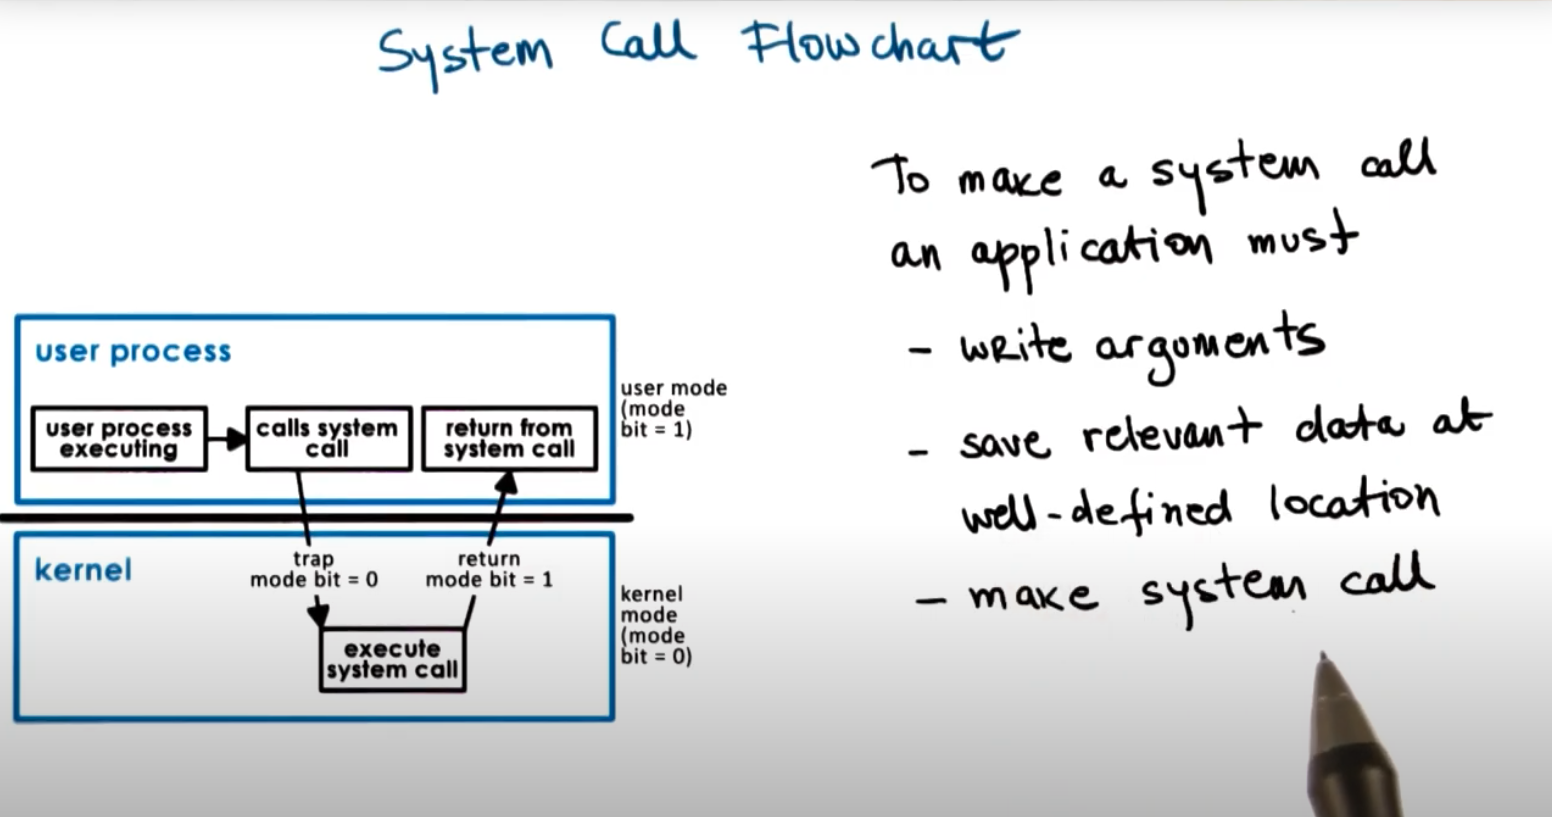 System Call Flowchart
To make a system call
an application must
- write arguments
- save relevant data at
well-defined location
- make system call
user process
user process
executing
calls system
call
return from
system call
user mode
(mode
bit = 1)
kernel
trap
mode bit = 0
return
mode bit = 1
execute
system call
kernel
mode
(mode
bit = 0)